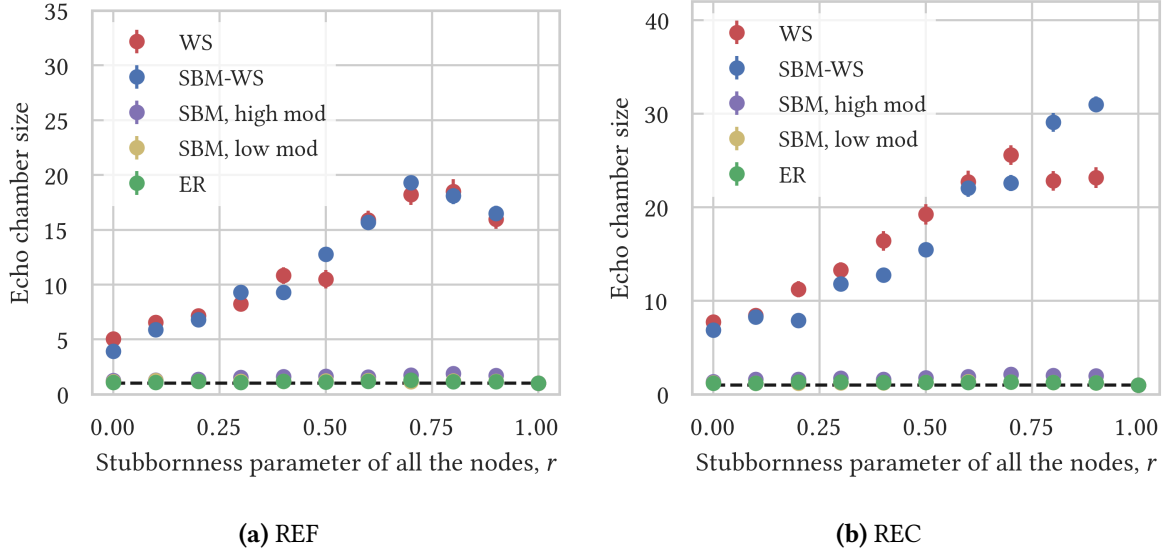 35
30
25
20
15
10
5
0
Echo chamber size
WS
SBM-WS
SBM, high mod
SBM, low mod
ER
0.00 0.25 0.50 0.75 1.00
Stubbornness parameter of all the nodes, r
(a) REF
40
30
20
10
0
Echo chamber size
WS
SBM-WS
SBM, high mod
SBM, low mod
ER
0.00 0.25 0.50 0.75 1.00
Stubbornness parameter of all the nodes, r
(b) REC